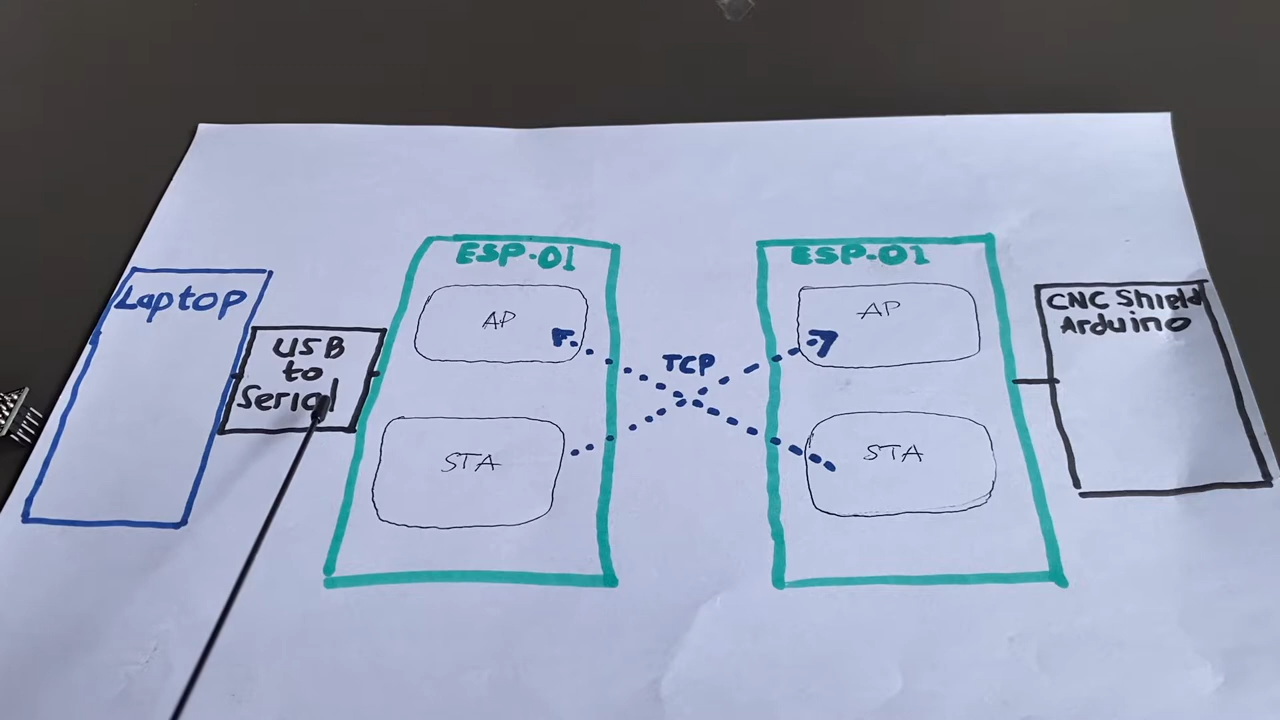 Laptop
USB
to
Serial
ESP-01
AP
STA
TCP
ESP-01
AP
STA
CNC Shield
Arduino